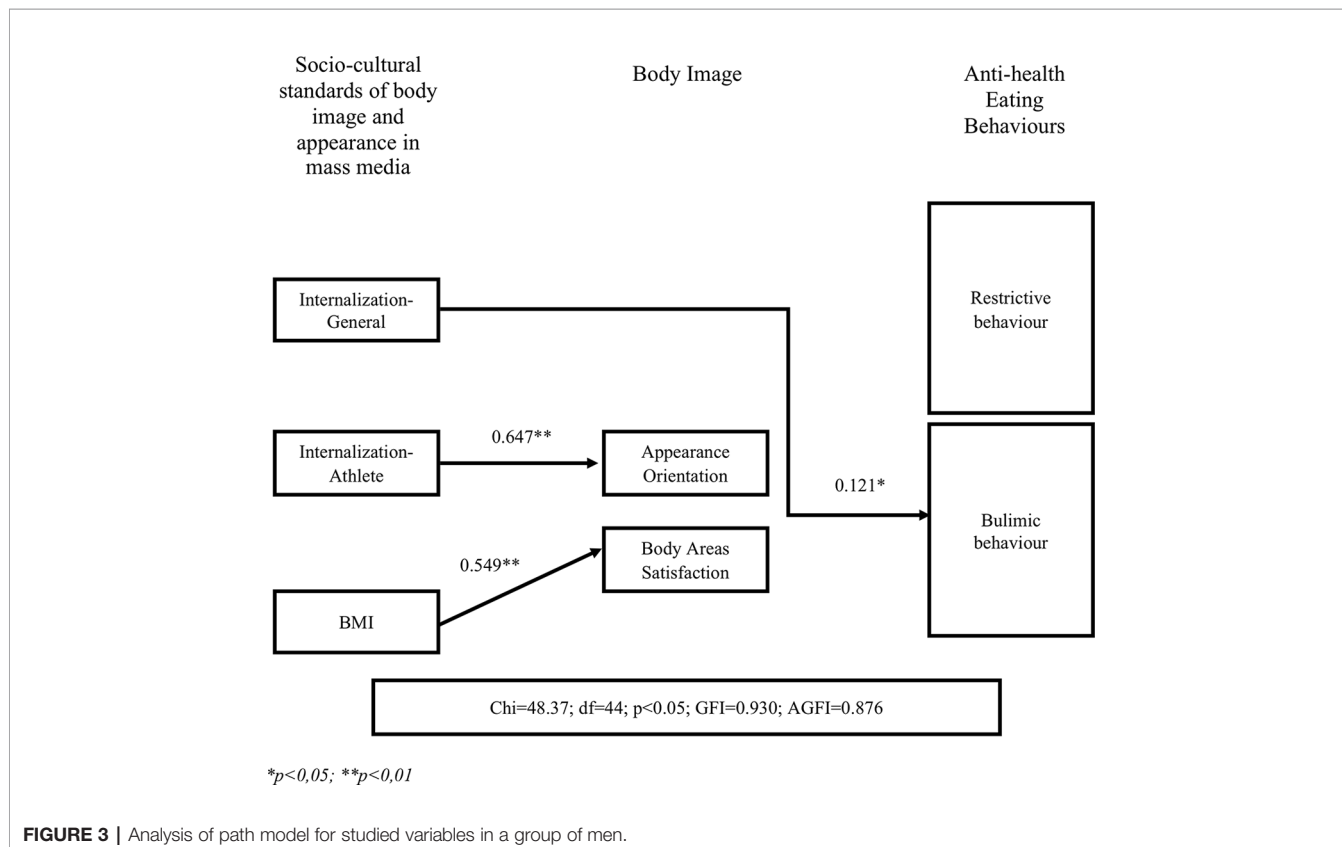 Socio-cultural
standards of body
image and
appearance in
mass media
Body Image
Anti-health
Eating
Behaviours
Internalization-
General
Restrictive
behaviour
Internalization-
Athlete
0.647**
Appearance
Orientation
0.121*
Bulimic
behaviour
Body Areas
Satisfaction
0.549**
BMI
Chi=48.37; df=44; p<0.05; GFI=0.930; AGFI=0.876
*p<0,05; **p<0,01
FIGURE 3 | Analysis of path model for studied variables in a group of men.